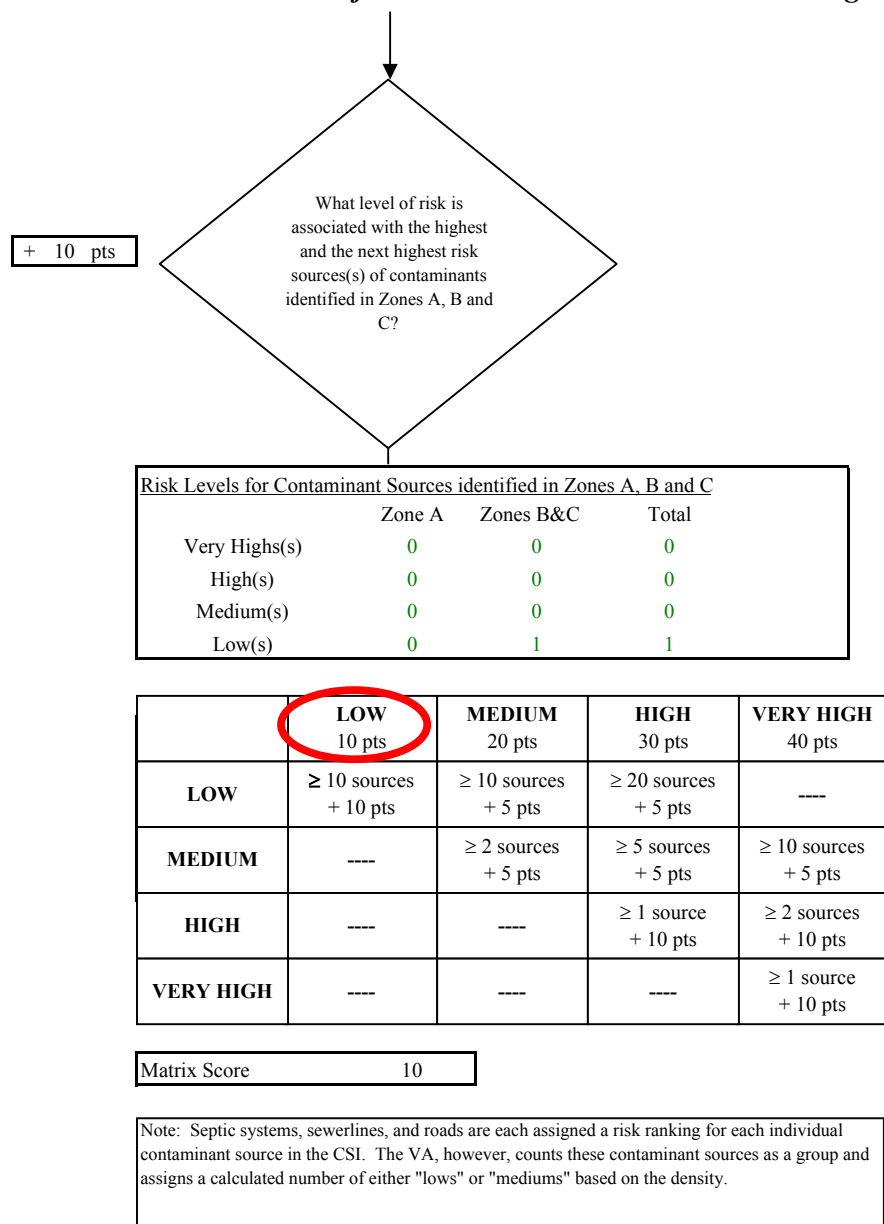 What level of risk is
associated with the highest
and the next highest risk
sources(s) of contaminants
identified in Zones A, B and
C?
+ 10 pts
Risk Levels for Contaminant Sources identified in Zones A, B and C
Zone A Zones B&C Total
Very Highs(s) 0 0 0
High(s) 0 0 0
Medium(s) 0 0 0
Low(s) 0 1 1
LOW MEDIUM HIGH VERY HIGH
10 pts 20 pts 30 pts 40 pts
LOW ≥ 10 sources + 10 pts ≥ 10 sources + 5 pts ≥ 20 sources + 5 pts ----
MEDIUM ---- ≥ 2 sources + 5 pts ≥ 5 sources + 5 pts ≥ 10 sources + 5 pts
HIGH ---- ---- ≥ 1 source + 10 pts ≥ 2 sources + 10 pts
VERY HIGH ---- ---- ---- ≥ 1 source + 10 pts
Matrix Score 10
Note: Septic systems, sewerlines, and roads are each assigned a risk ranking for each individual
contaminant source in the CSI. The VA, however, counts these contaminant sources as a group and
assigns a calculated number of either "lows" or "mediums" based on the density.